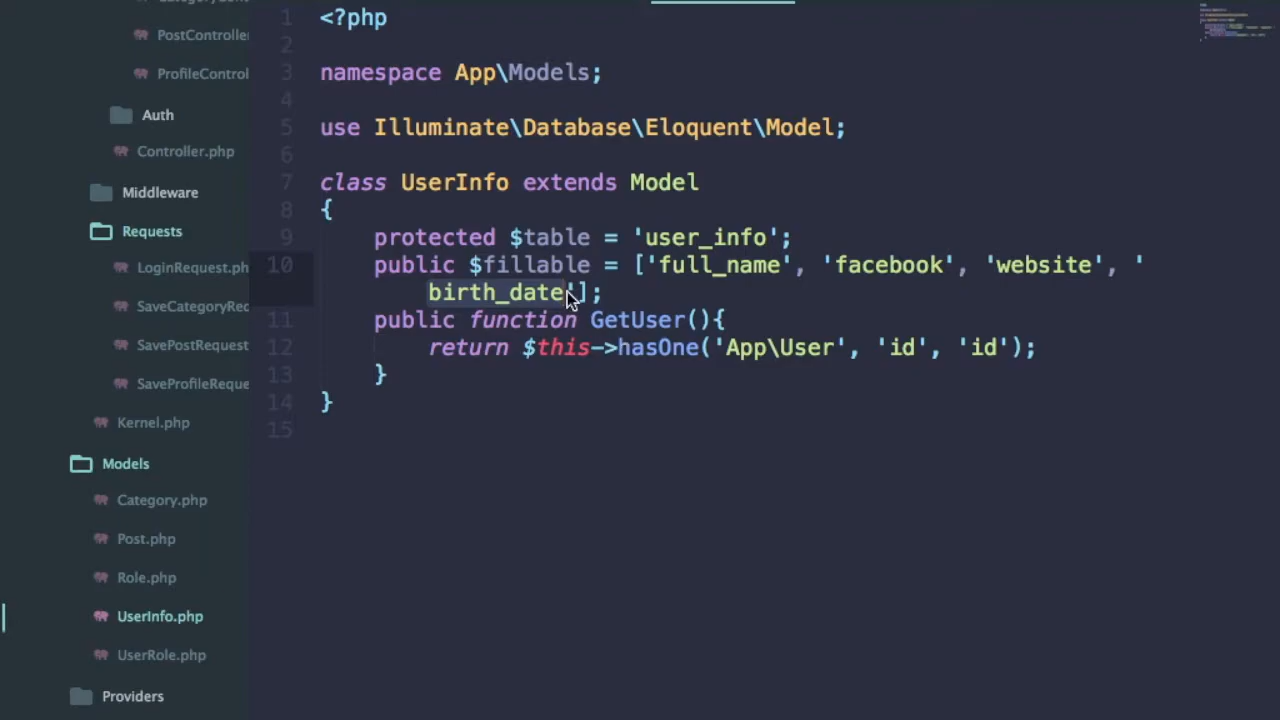 PostController
ProfileControl
Auth
Controller.php
Middleware
Requests
LoginRequest.ph
SaveCategoryRec
SavePostRequest
SaveProfileReque
Kernel.php
Models
Category.php
Post.php
Role.php
UserInfo.php
UserRole.php
Providers
1 <?php
2
3 namespace App\Models;
4
5 use Illuminate\Database\Eloquent\Model;
6
7 class UserInfo extends Model
8 {
9 protected $table = 'user_info';
10 public $fillable = ['full_name', 'facebook', 'website', '
birth_date'];
11 public function GetUser(){
12 return $this->hasOne('App\User', 'id', 'id');
13 }
14 }
15